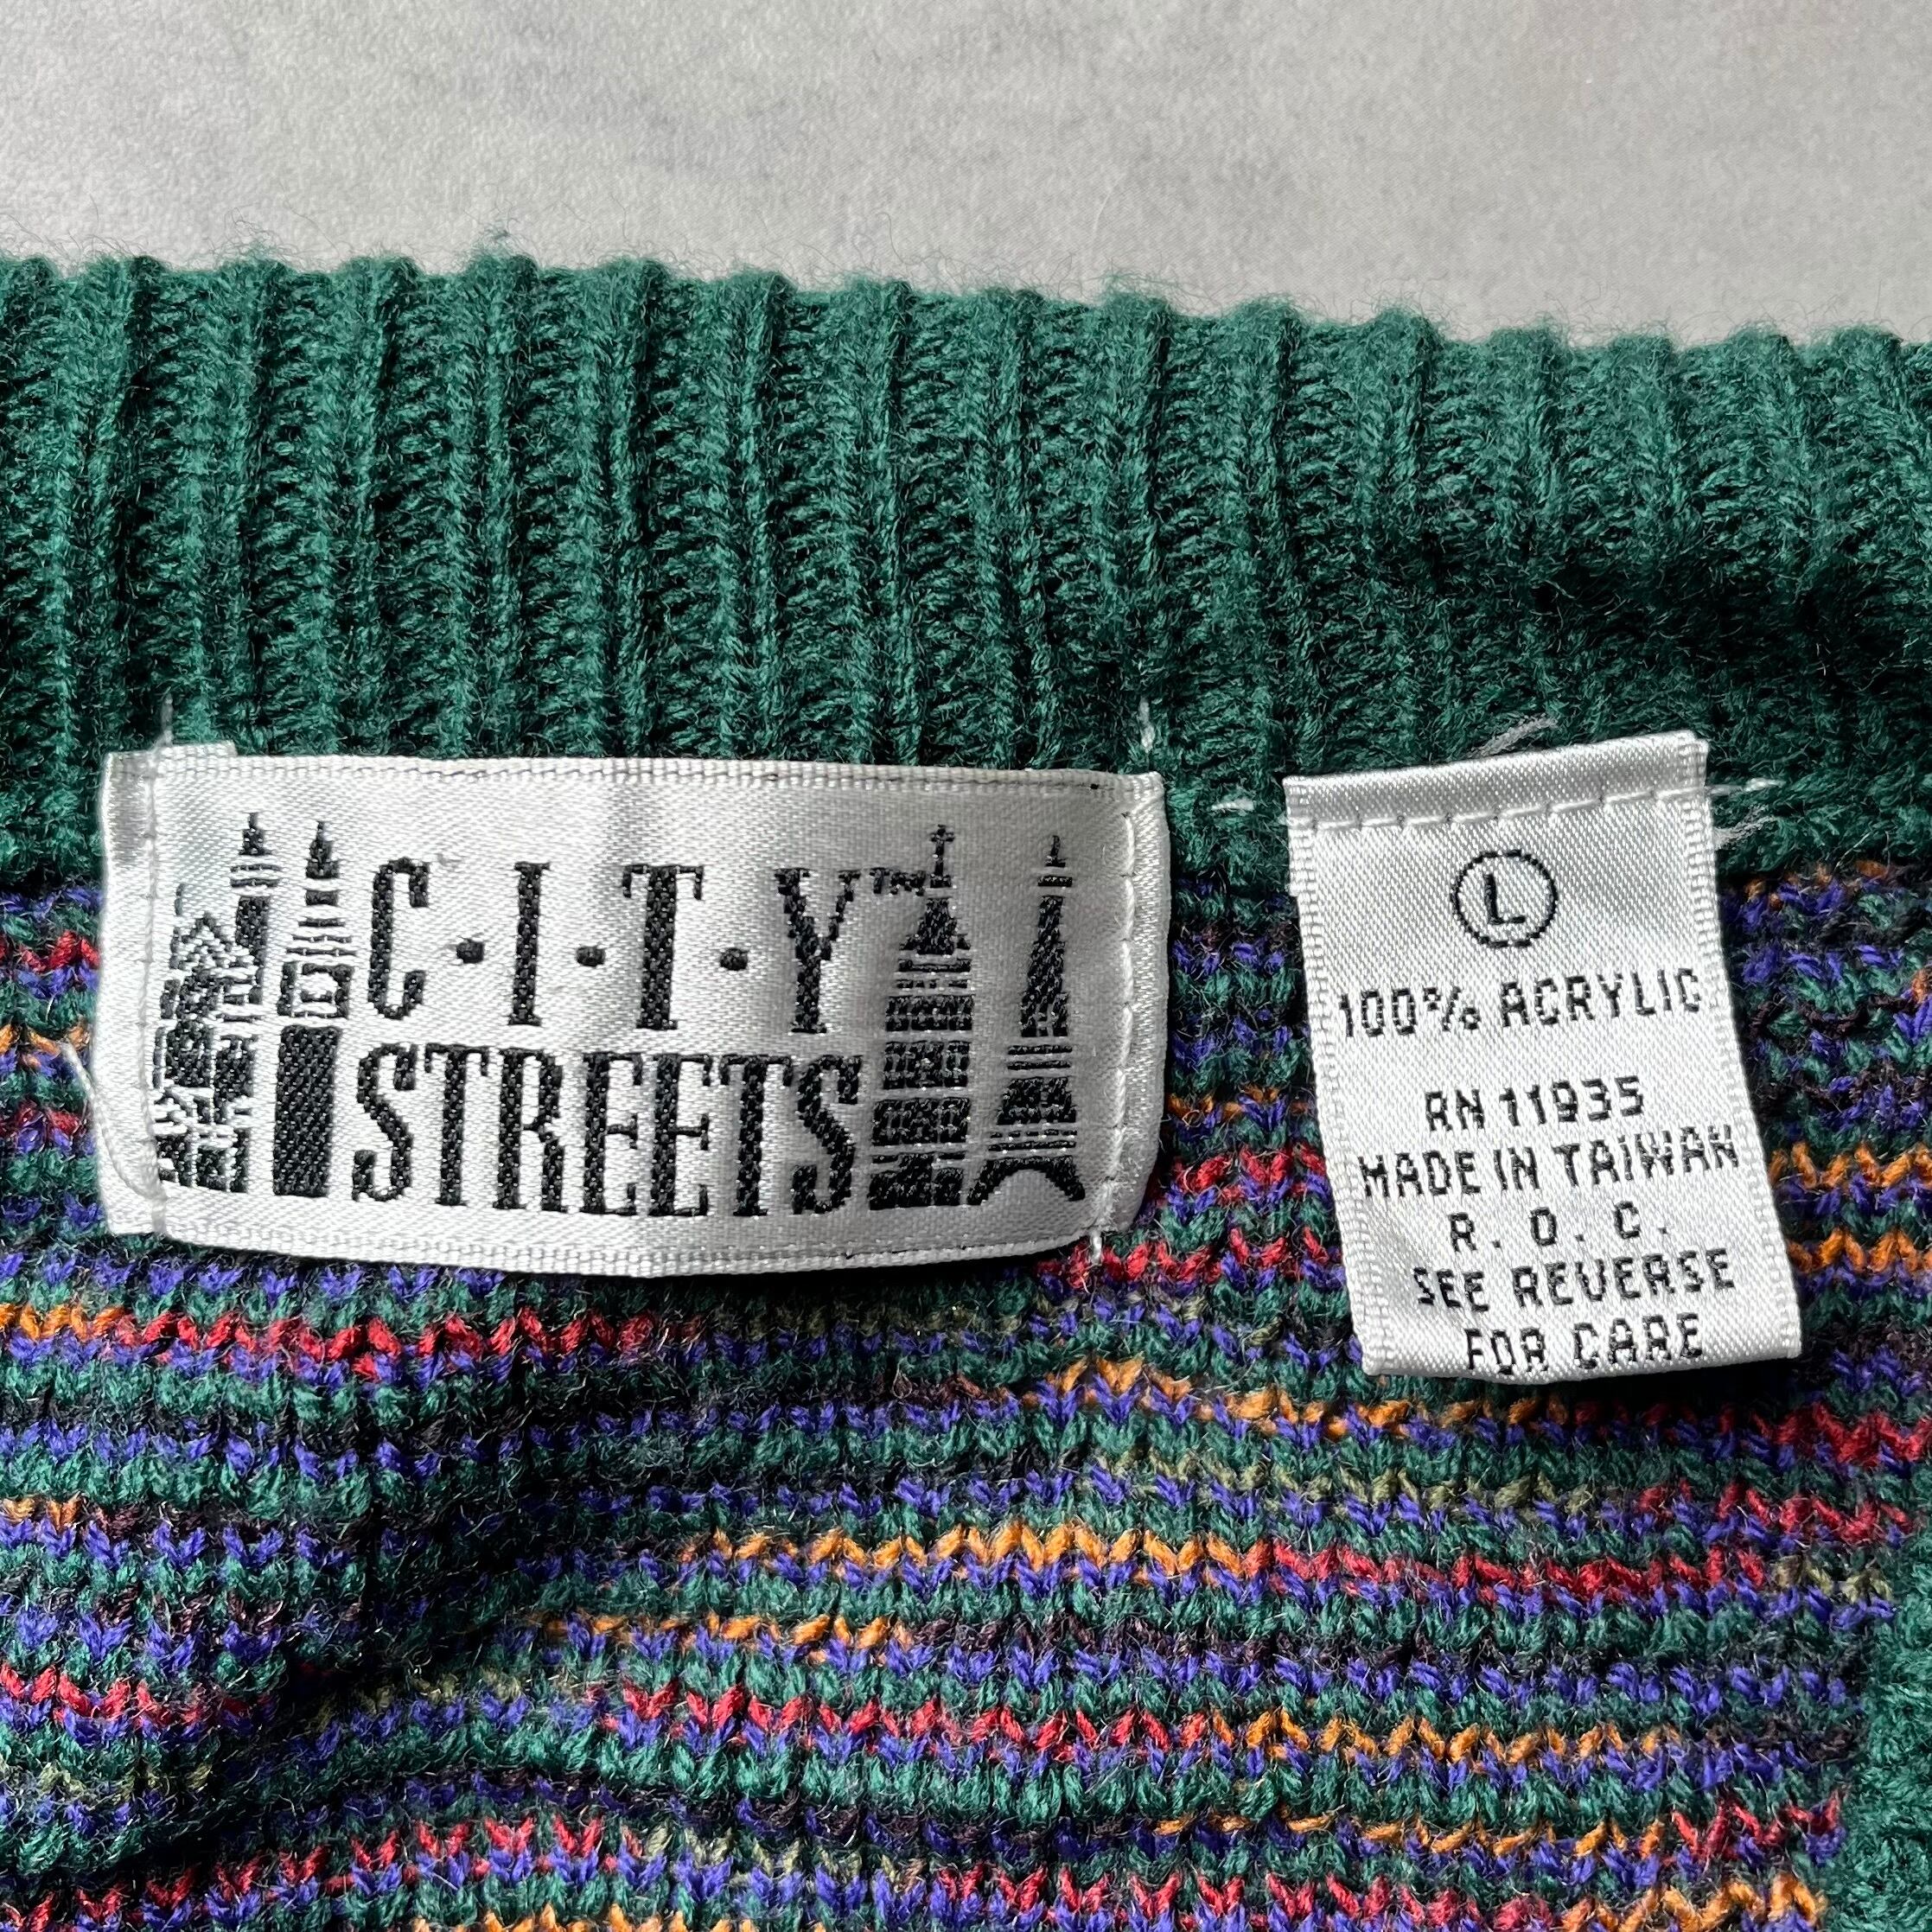 C·I·T·Y™
STREETS
L
100% ACRYLIC
RN 11935
MADE IN TAIWAN
R. O. C.
SEE REVERSE
FOR CARE